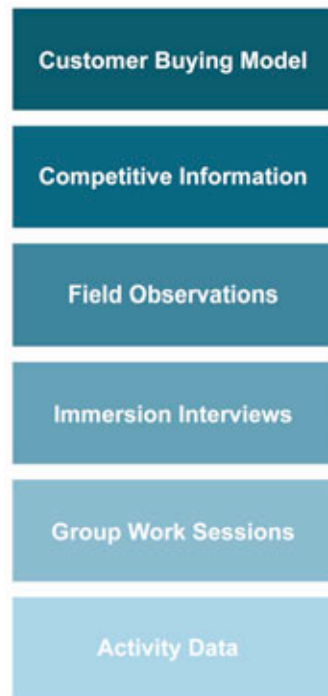 Customer Buying Model
Competitive Information
Field Observations
Immersion Interviews
Group Work Sessions
Activity Data